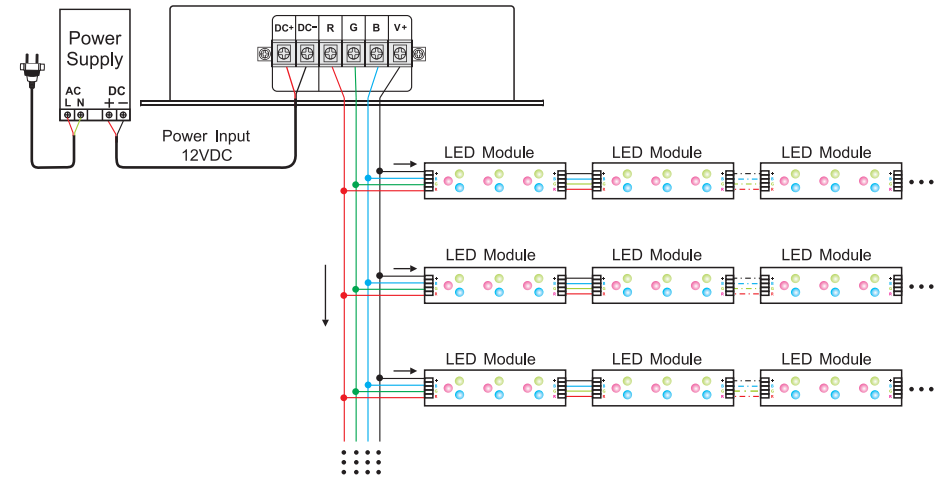 Power
Supply
AC
DC
L N
+ −
DC+ DC− R G B V+
Power Input
12VDC
LED Module
LED Module
LED Module
LED Module
LED Module
LED Module
LED Module
LED Module
LED Module